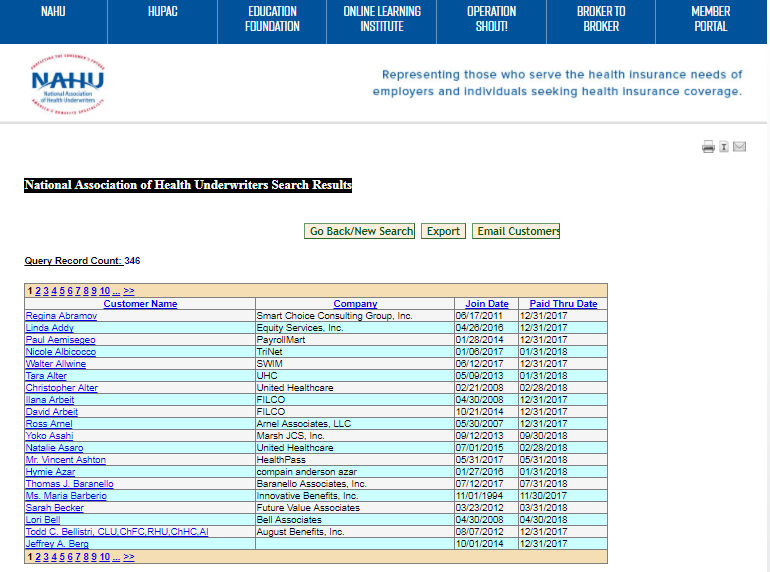 NAHU HUPAC EDUCATION FOUNDATION ONLINE LEARNING INSTITUTE OPERATION SHOUT! BROKER TO BROKER MEMBER PORTAL
PROTECTING THE CONSUMER'S FUTURE
NAHU
National Association
of Health Underwriters
AMERICA'S BENEFITS SPECIALISTS
Representing those who serve the health insurance needs of
employers and individuals seeking health insurance coverage.
National Association of Health Underwriters Search Results
Go Back/New Search Export Email Customers
Query Record Count: 346
1 2 3 4 5 6 7 8 9 10 ... >>
Customer Name Company Join Date Paid Thru Date
Regina Abramov Smart Choice Consulting Group, Inc. 06/17/2011 12/31/2017
Linda Addy Equity Services, Inc. 04/26/2016 12/31/2017
Paul Aemisegeo PayrollMart 01/28/2014 12/31/2017
Nicole Albicocco TriNet 01/06/2017 01/31/2018
Walter Allwine SWIM 06/12/2017 12/31/2017
Tara Alter UHC 05/09/2013 01/31/2018
Christopher Alter United Healthcare 02/21/2008 02/28/2018
Ilana Arbeit FILCO 04/30/2008 12/31/2017
David Arbeit FILCO 10/21/2014 12/31/2017
Ross Arnel Arnel Associates, LLC 05/30/2007 12/31/2017
Yoko Asahi Marsh JCS, Inc. 09/12/2013 09/30/2018
Natalie Asaro United Healthcare 07/01/2015 02/28/2018
Mr. Vincent Ashton HealthPass 05/31/2017 05/31/2018
Hymie Azar compain anderson azar 01/27/2016 01/31/2018
Thomas J. Baranello Baranello Associates, Inc. 07/12/2017 07/31/2018
Ms. Maria Barberio Innovative Benefits, Inc. 11/01/1994 11/30/2017
Sarah Becker Future Value Associates 03/23/2012 03/31/2018
Lori Bell Bell Associates 04/30/2008 04/30/2018
Todd C. Bellistri, CLU,ChFC,RHU,ChHC,AI August Benefits, Inc. 08/07/2012 12/31/2017
Jeffrey A. Berg 10/01/2014 12/31/2017
1 2 3 4 5 6 7 8 9 10 ... >>